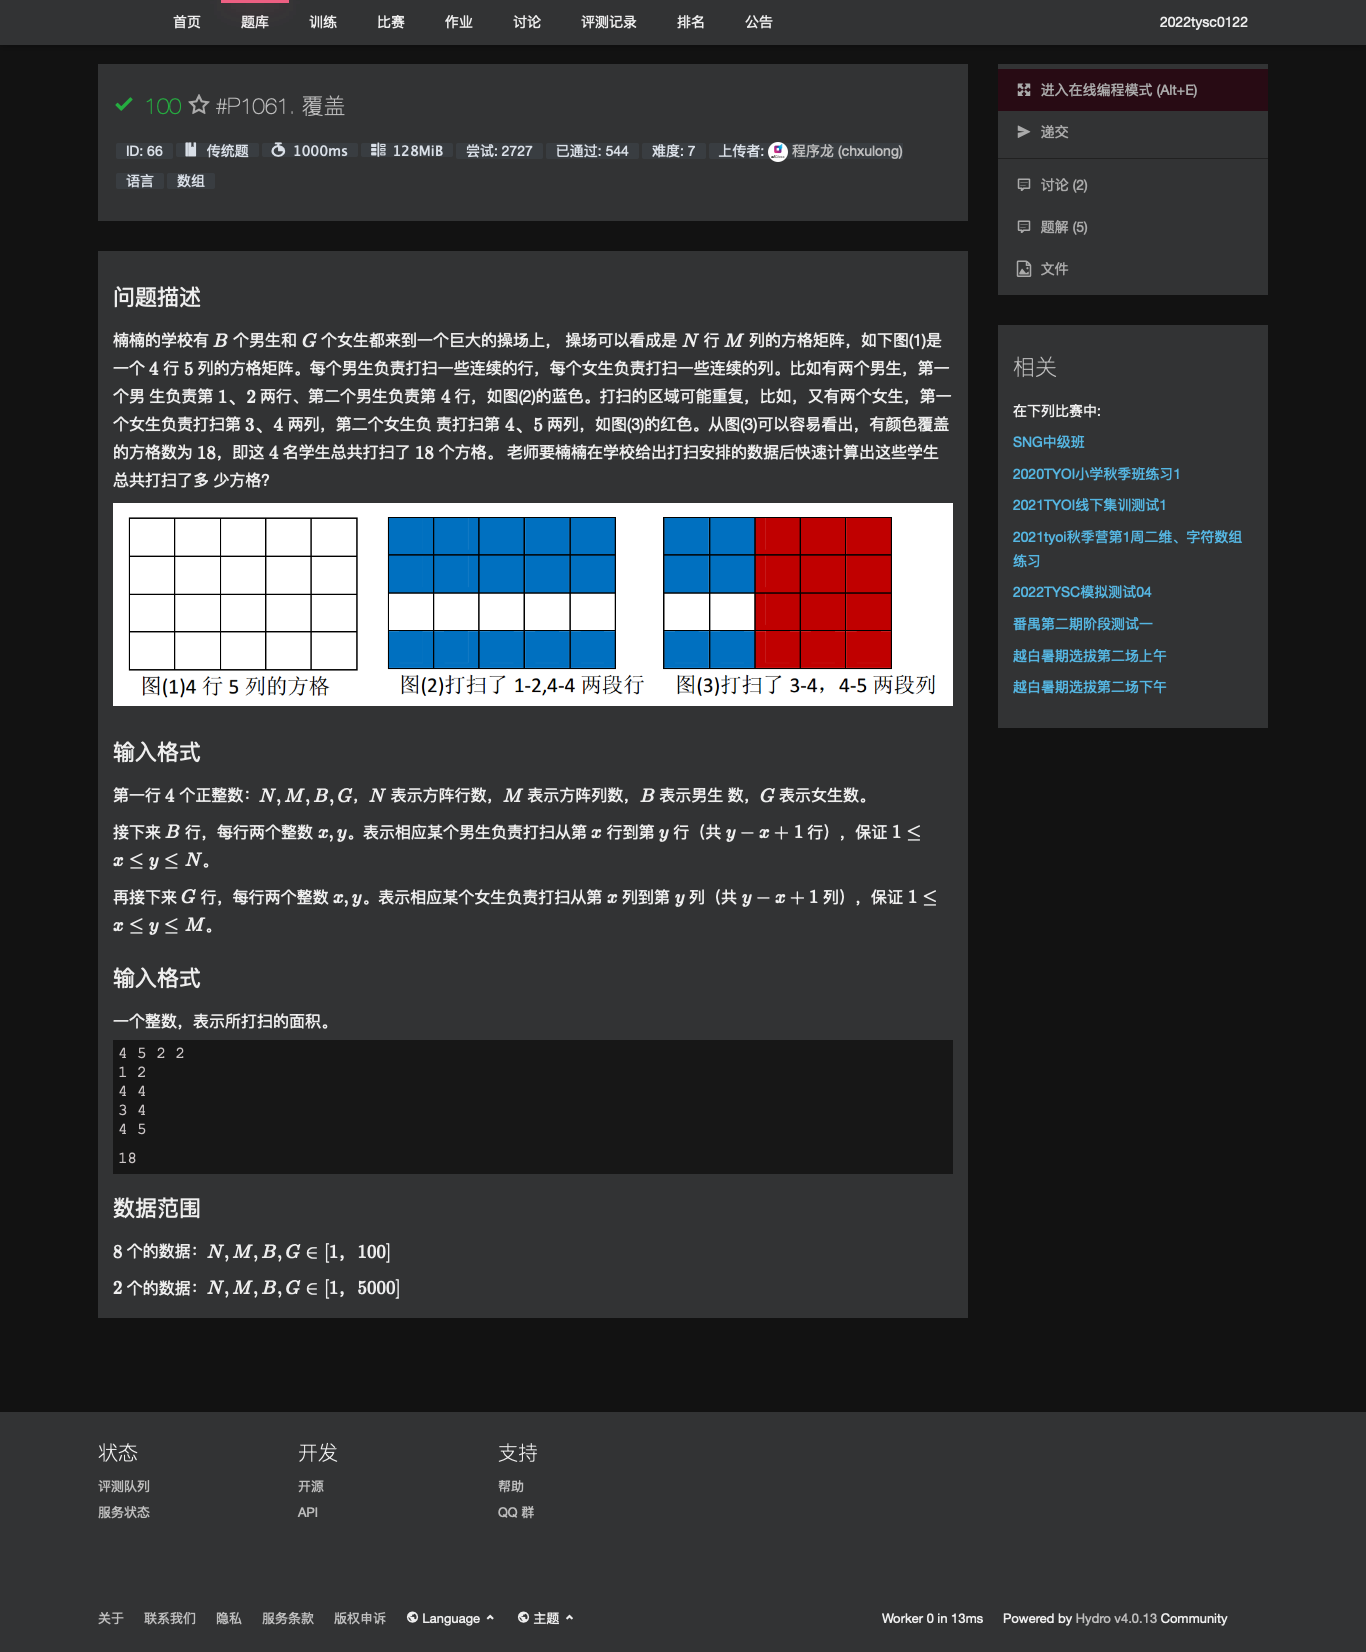 首页 题库 训练 比赛 作业 讨论 评测记录 排名 公告 2022tysc0122
100 #P1061. 覆盖
ID: 66 传统题 1000ms 128MiB 尝试: 2727 已通过: 544 难度: 7 上传者: 程序龙 (chxulong)
语言 数组
问题描述
楠楠的学校有 B 个男生和 G 个女生都来到一个巨大的操场上， 操场可以看成是 N 行 M 列的方格矩阵，如下图(1)是
一个 4 行 5 列的方格矩阵。每个男生负责打扫一些连续的行，每个女生负责打扫一些连续的列。比如有两个男生，第一
个男 生负责第 1、2 两行、第二个男生负责第 4 行，如图(2)的蓝色。打扫的区域可能重复，比如，又有两个女生，第一
个女生负责打扫第 3、4 两列，第二个女生负 责打扫第 4、5 两列，如图(3)的红色。从图(3)可以容易看出，有颜色覆盖
的方格数为 18，即这 4 名学生总共打扫了 18 个方格。 老师要楠楠在学校给出打扫安排的数据后快速计算出这些学生
总共打扫了多 少方格?
图(1)4 行 5 列的方格 图(2)打扫了 1-2,4-4 两段行 图(3)打扫了 3-4，4-5 两段列
输入格式
第一行 4 个正整数：N, M, B, G，N 表示方阵行数，M 表示方阵列数，B 表示男生 数，G 表示女生数。
接下来 B 行，每行两个整数 x, y。表示相应某个男生负责打扫从第 x 行到第 y 行（共 y − x + 1 行），保证 1 ≤
x ≤ y ≤ N。
再接下来 G 行，每行两个整数 x, y。表示相应某个女生负责打扫从第 x 列到第 y 列（共 y − x + 1 列），保证 1 ≤
x ≤ y ≤ M。
输入格式
一个整数，表示所打扫的面积。
4 5 2 2
1 2
4 4
3 4
4 5
18
数据范围
8 个的数据：N, M, B, G ∈ [1，100]
2 个的数据：N, M, B, G ∈ [1，5000]
进入在线编程模式 (Alt+E)
递交
讨论 (2)
题解 (5)
文件
相关
在下列比赛中:
SNG中级班
2020TYOI小学秋季班练习1
2021TYOI线下集训测试1
2021tyoi秋季营第1周二维、字符数组
练习
2022TYSC模拟测试04
番禺第二期阶段测试一
越白暑期选拔第二场上午
越白暑期选拔第二场下午
状态 开发 支持
评测队列 开源 帮助
服务状态 API QQ 群
关于 联系我们 隐私 服务条款 版权申诉 Language 主题 Worker 0 in 13ms Powered by Hydro v4.0.13 Community